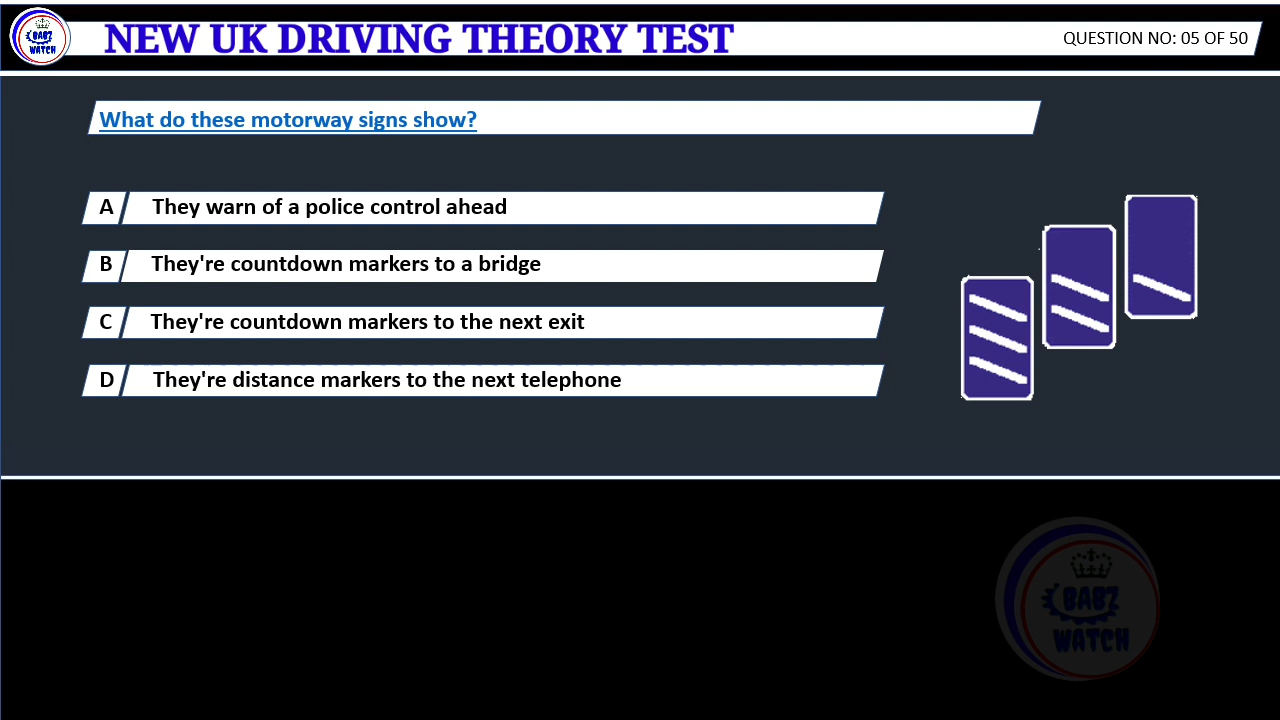 BABZ
WATCH
NEW UK DRIVING THEORY TEST
QUESTION NO: 05 OF 50
What do these motorway signs show?
A They warn of a police control ahead
B They're countdown markers to a bridge
C They're countdown markers to the next exit
D They're distance markers to the next telephone
BABZ
WATCH